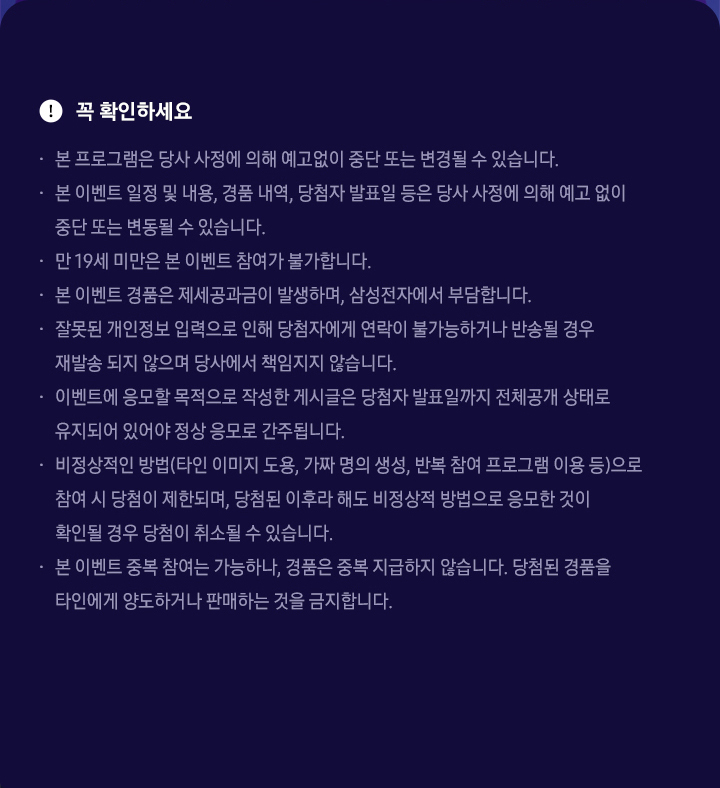 ! 꼭 확인하세요
· 본 프로그램은 당사 사정에 의해 예고없이 중단 또는 변경될 수 있습니다.
· 본 이벤트 일정 및 내용, 경품 내역, 당첨자 발표일 등은 당사 사정에 의해 예고 없이
중단 또는 변동될 수 있습니다.
· 만 19세 미만은 본 이벤트 참여가 불가합니다.
· 본 이벤트 경품은 제세공과금이 발생하며, 삼성전자에서 부담합니다.
· 잘못된 개인정보 입력으로 인해 당첨자에게 연락이 불가능하거나 반송될 경우
재발송 되지 않으며 당사에서 책임지지 않습니다.
· 이벤트에 응모할 목적으로 작성한 게시글은 당첨자 발표일까지 전체공개 상태로
유지되어 있어야 정상 응모로 간주됩니다.
· 비정상적인 방법(타인 이미지 도용, 가짜 명의 생성, 반복 참여 프로그램 이용 등)으로
참여 시 당첨이 제한되며, 당첨된 이후라 해도 비정상적 방법으로 응모한 것이
확인될 경우 당첨이 취소될 수 있습니다.
· 본 이벤트 중복 참여는 가능하나, 경품은 중복 지급하지 않습니다. 당첨된 경품을
타인에게 양도하거나 판매하는 것을 금지합니다.